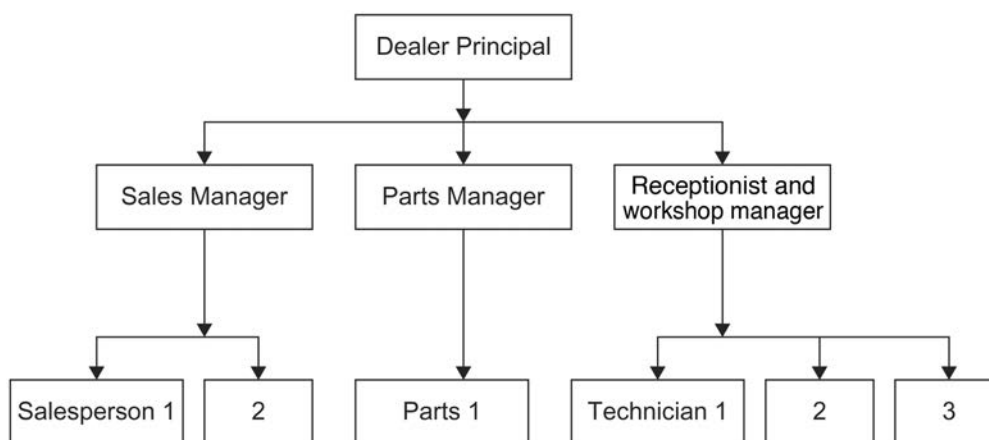 Dealer Principal
Sales Manager
Parts Manager
Receptionist and
workshop manager
Salesperson 1
2
Parts 1
Technician 1
2
3